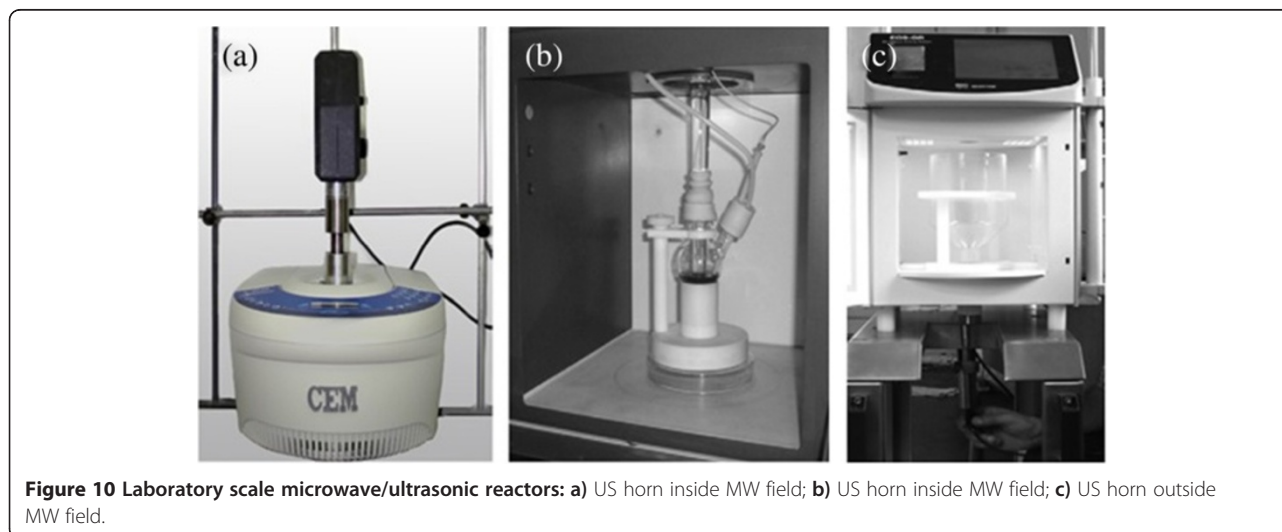 (a)
(b)
(c)
CEM
Figure 10 Laboratory scale microwave/ultrasonic reactors: a) US horn inside MW field; b) US horn inside MW field; c) US horn outside
MW field.